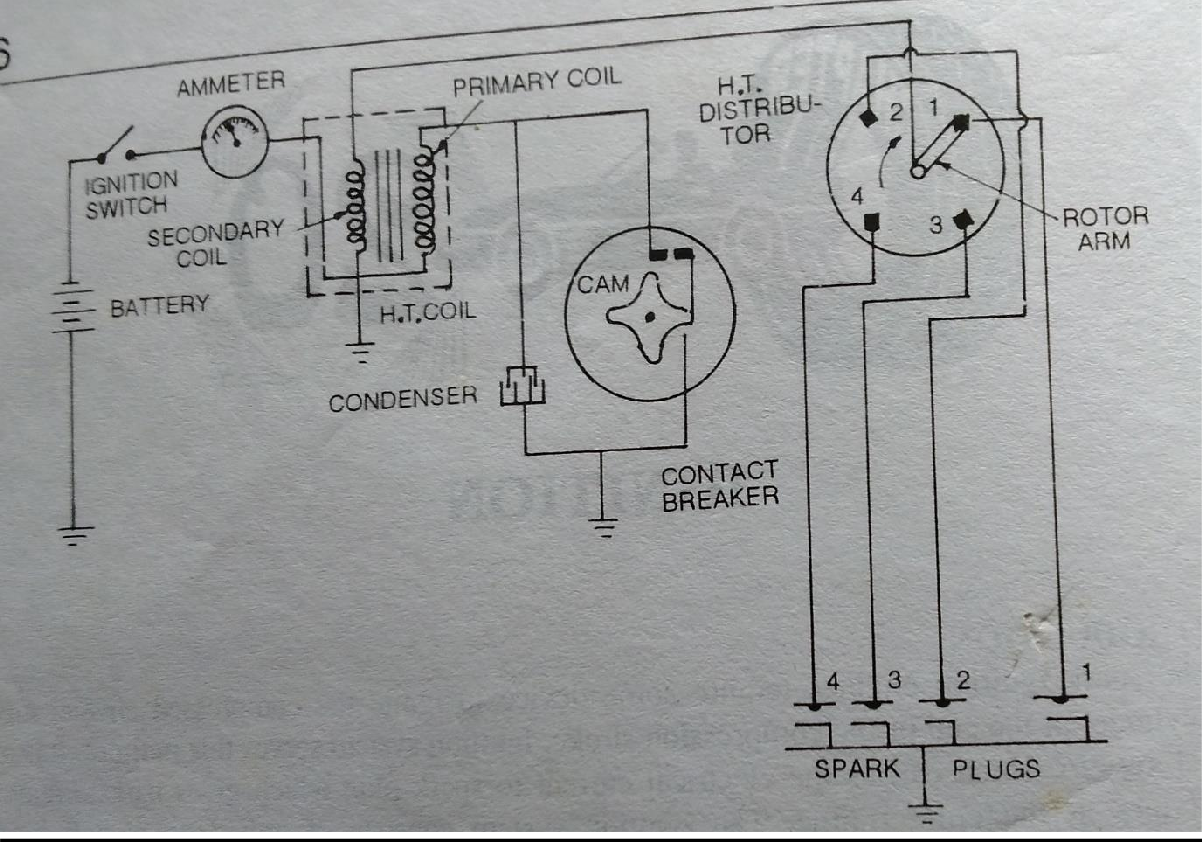 S
AMMETER
PRIMARY COIL
H.T.
DISTRIBU-
TOR
2 1
4
3
IGNITION
SWITCH
SECONDARY
COIL
ROTOR
ARM
BATTERY
H.T. COIL
CAM
CONDENSER
CONTACT
BREAKER
4 3 2 1
SPARK PLUGS